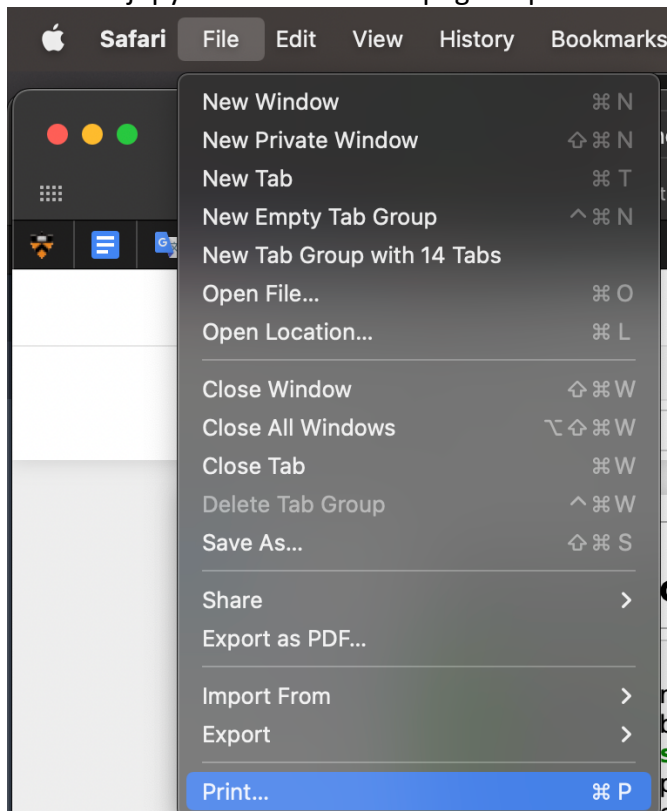 Safari File Edit View History Bookmarks
New Window ⌘ N
New Private Window ⇧ ⌘ N
New Tab ⌘ T
New Empty Tab Group ^ ⌘ N
New Tab Group with 14 Tabs
Open File... ⌘ O
Open Location... ⌘ L
Close Window ⇧ ⌘ W
Close All Windows ⌥ ⇧ ⌘ W
Close Tab ⌘ W
Delete Tab Group ^ ⌘ W
Save As... ⇧ ⌘ S
Share >
Export as PDF...
Import From >
Export >
Print... ⌘ P